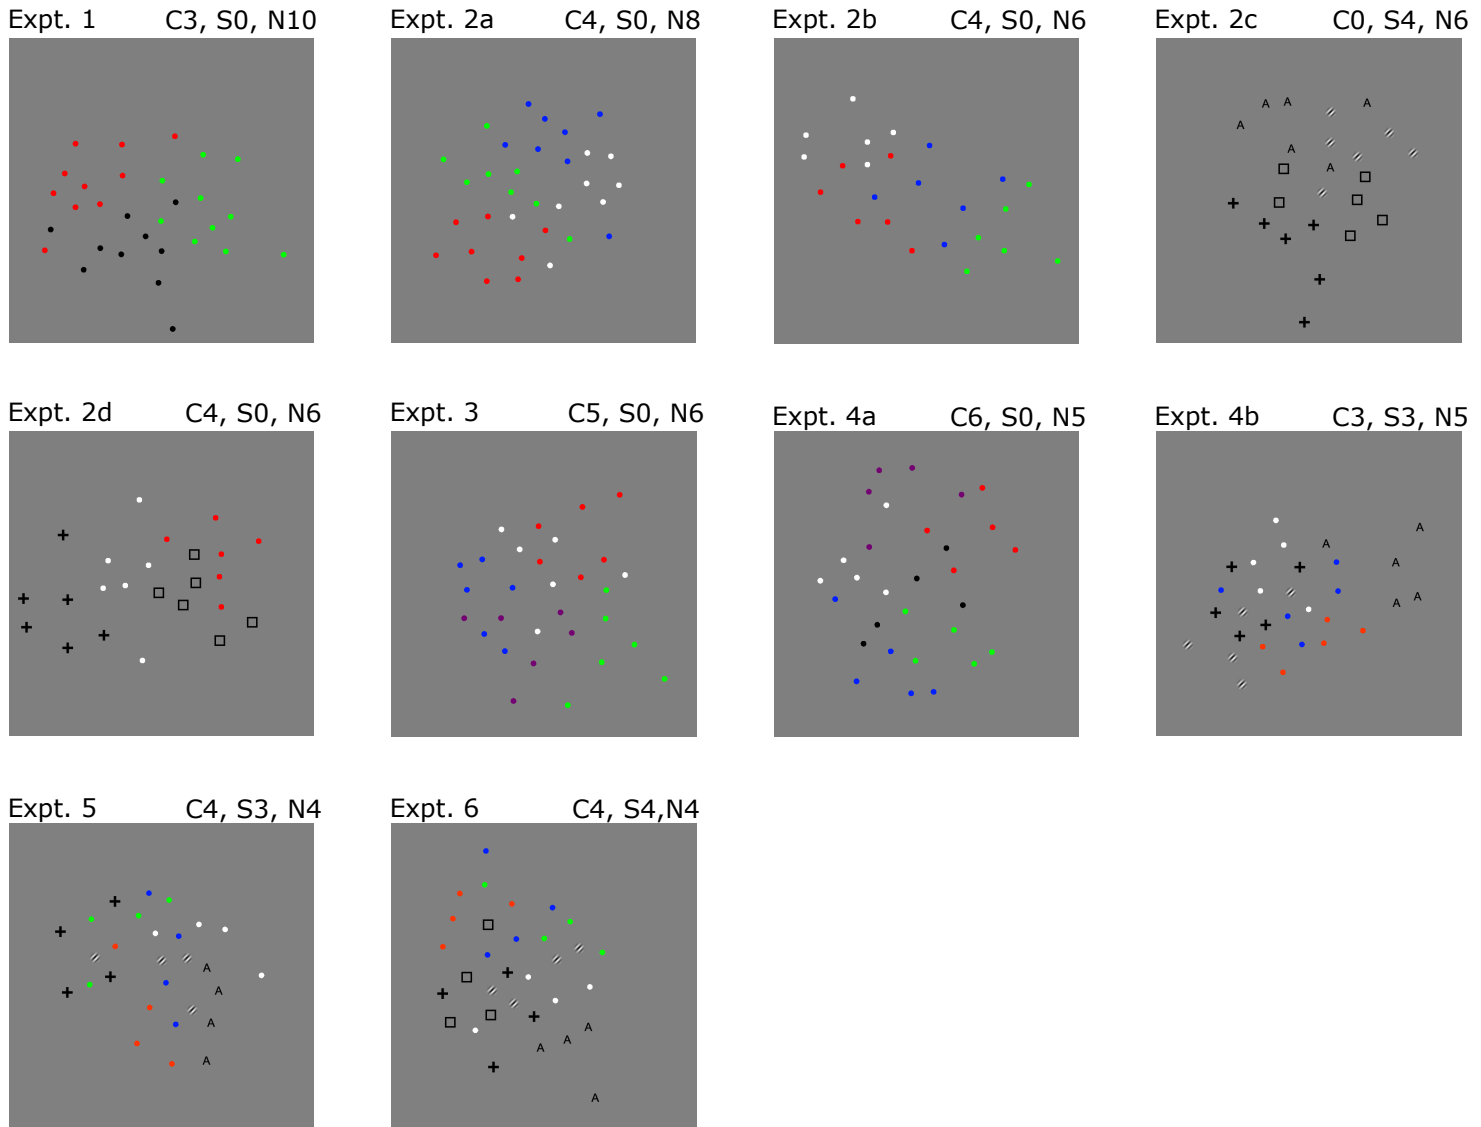 Expt. 1 C3, S0, N10
Expt. 2a C4, S0, N8
Expt. 2b C4, S0, N6
Expt. 2c C0, S4, N6
A A A
A
A
A
Expt. 2d C4, S0, N6
Expt. 3 C5, S0, N6
Expt. 4a C6, S0, N5
Expt. 4b C3, S3, N5
A
A
A
A A
Expt. 5 C4, S3, N4
A
A
A
A
Expt. 6 C4, S4,N4
A
A
A
A